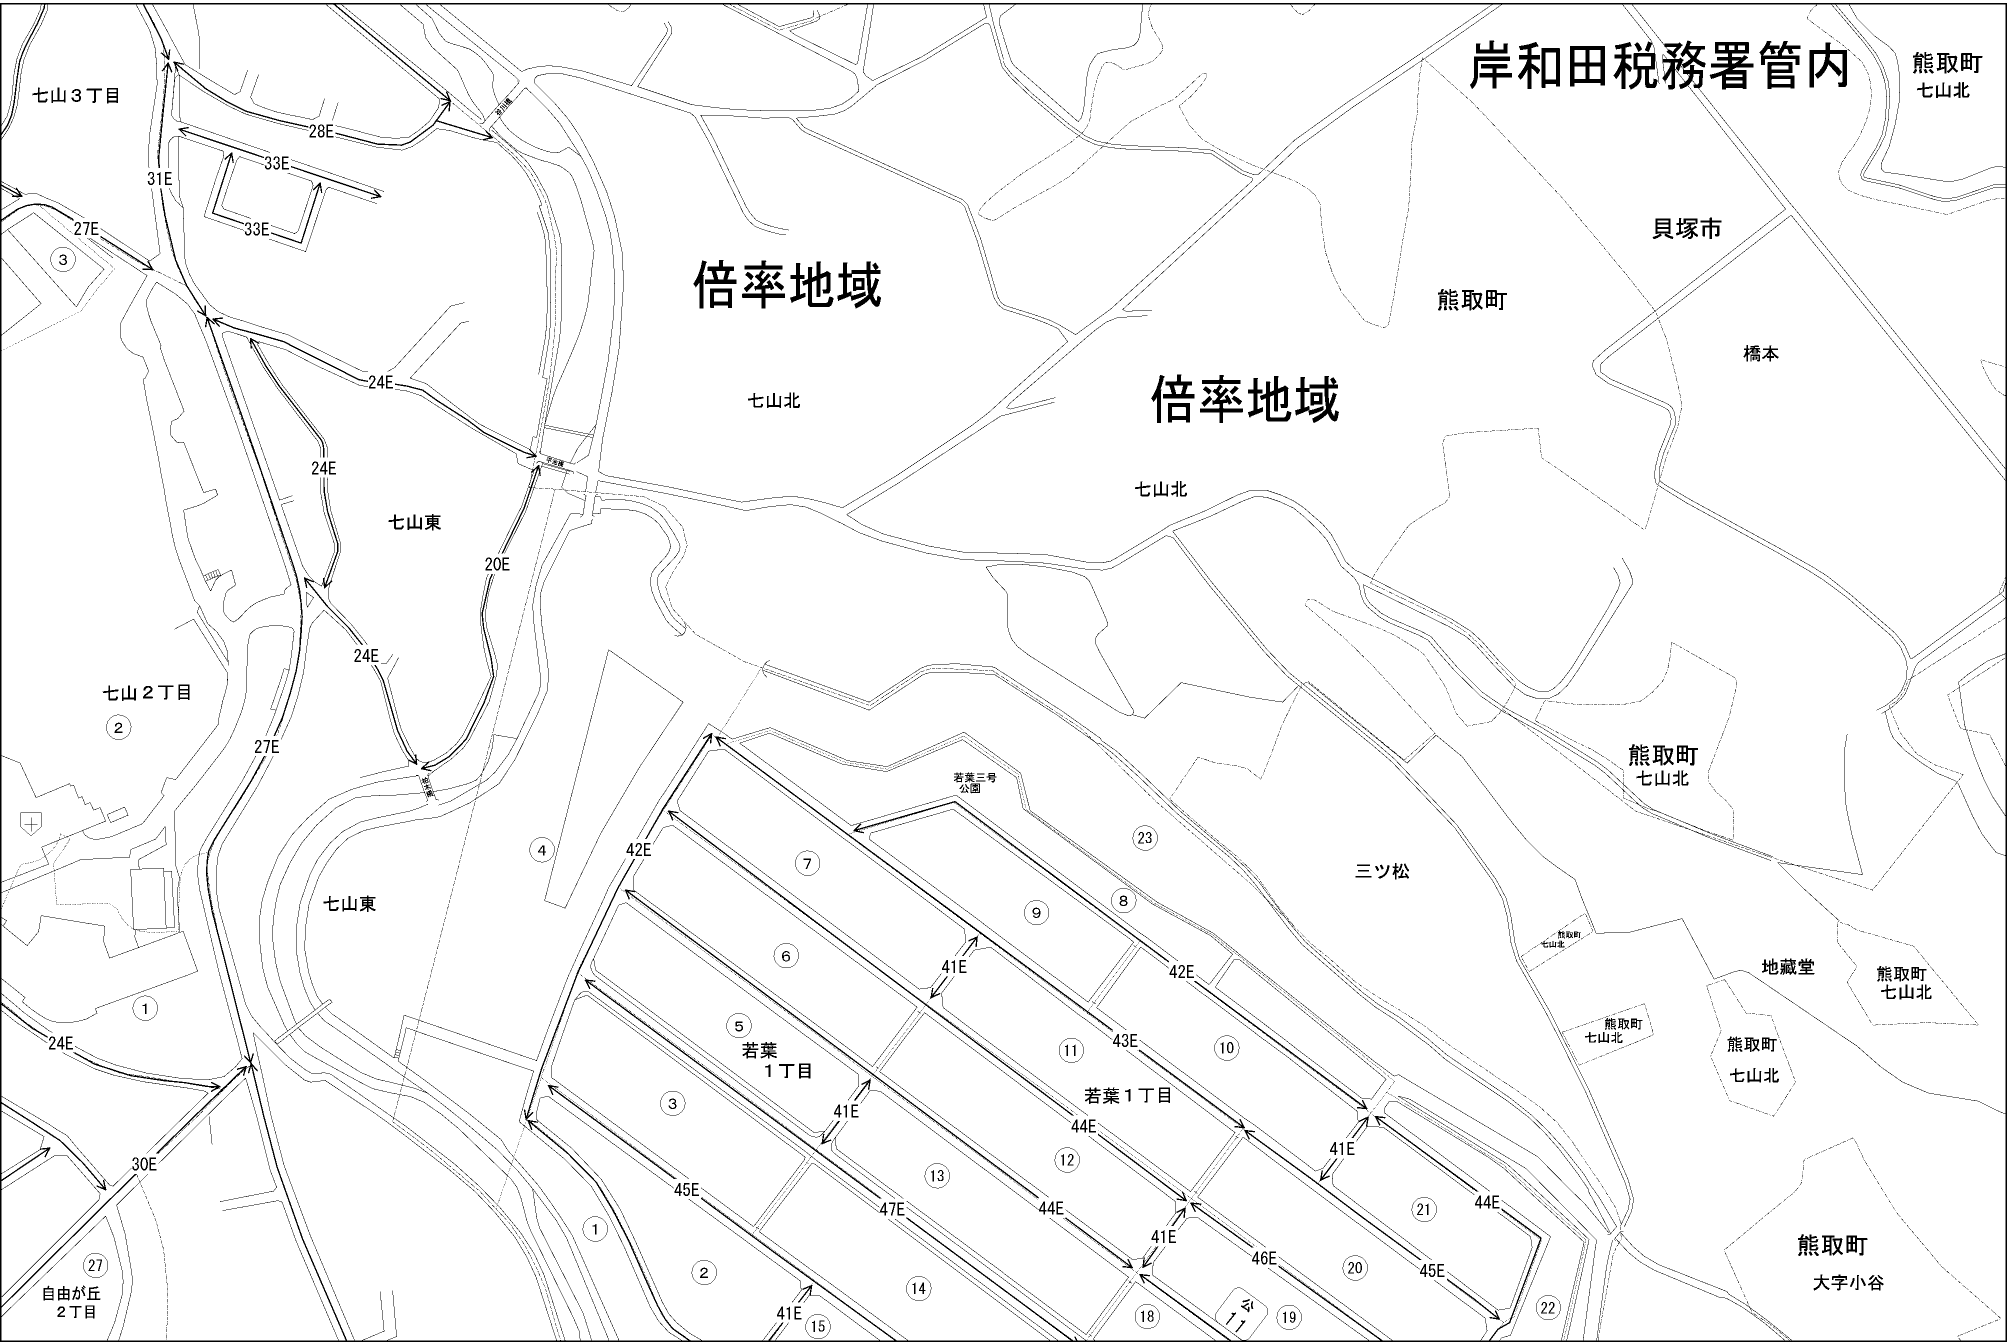 岸和田税務署管内
熊取町
七山北
七山３丁目
28E
33E
31E
33E
27E
3
貝塚市
倍率地域
熊取町
橋本
24E
七山北
倍率地域
24E
七山北
七山東
20E
24E
七山２丁目
2
27E
熊取町
七山北
若葉三号
公園
23
4
42E
7
三ツ松
七山東
8
9
熊取町
七山北
6
41E
42E
地蔵堂
熊取町
七山北
1
5
若葉
１丁目
24E
43E
10
11
熊取町
七山北
熊取町
七山北
3
41E
若葉１丁目
44E
41E
30E
12
13
45E
47E
44E
44E
21
1
41E
46E
熊取町
大字小谷
27
自由が丘
２丁目
2
14
20
45E
41E
15
18
公
11
19
22